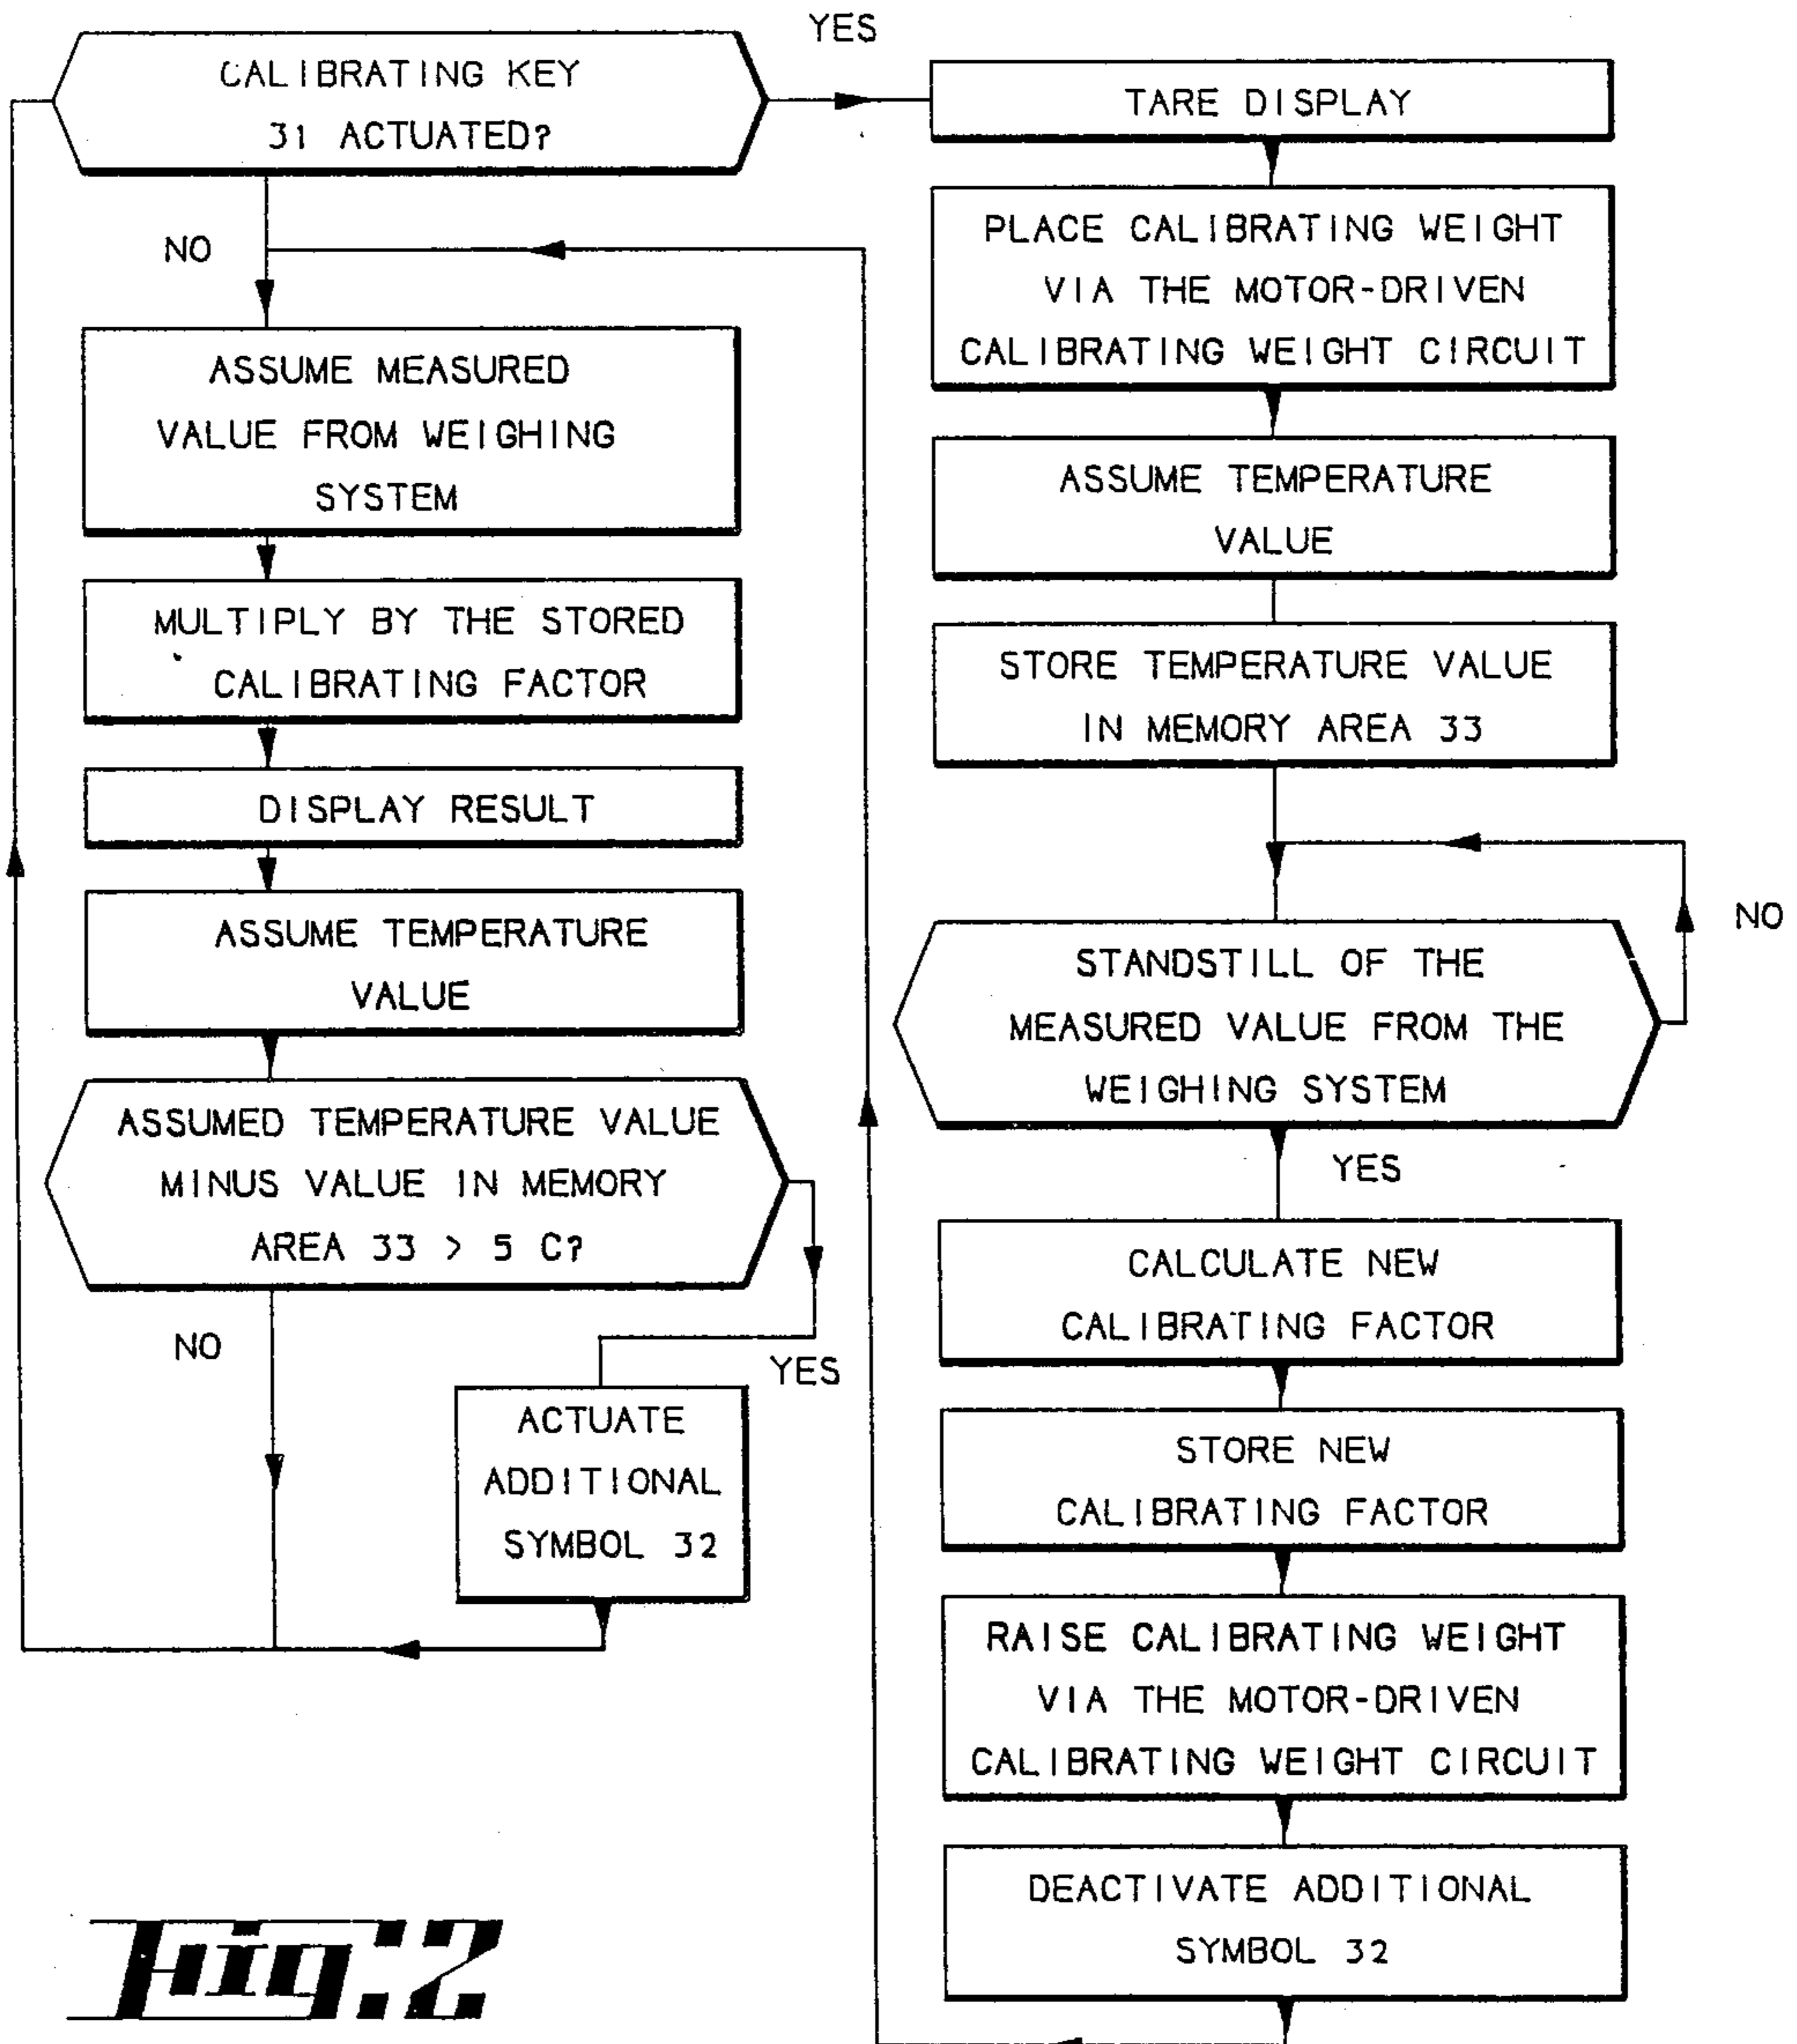 CALIBRATING KEY
31 ACTUATED?
YES
NO
ASSUME MEASURED
VALUE FROM WEIGHING
SYSTEM
MULTIPLY BY THE STORED
CALIBRATING FACTOR
DISPLAY RESULT
ASSUME TEMPERATURE
VALUE
ASSUMED TEMPERATURE VALUE
MINUS VALUE IN MEMORY
AREA 33 > 5 C?
NO
YES
ACTUATE
ADDITIONAL
SYMBOL 32
TARE DISPLAY
PLACE CALIBRATING WEIGHT
VIA THE MOTOR-DRIVEN
CALIBRATING WEIGHT CIRCUIT
ASSUME TEMPERATURE
VALUE
STORE TEMPERATURE VALUE
IN MEMORY AREA 33
STANDSTILL OF THE
MEASURED VALUE FROM THE
WEIGHING SYSTEM
NO
YES
CALCULATE NEW
CALIBRATING FACTOR
STORE NEW
CALIBRATING FACTOR
RAISE CALIBRATING WEIGHT
VIA THE MOTOR-DRIVEN
CALIBRATING WEIGHT CIRCUIT
DEACTIVATE ADDITIONAL
SYMBOL 32
Fig. 2